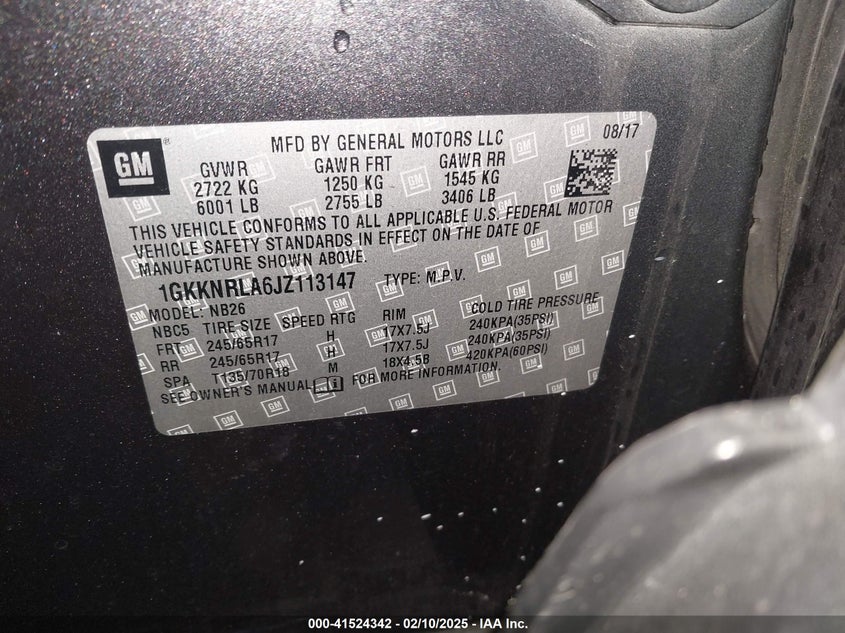 GM
MFD BY GENERAL MOTORS LLC 08/17
GVWR GAWR FRT GAWR RR
2722 KG 1250 KG 1545 KG
6001 LB 2755 LB 3406 LB
THIS VEHICLE CONFORMS TO ALL APPLICABLE U.S. FEDERAL MOTOR
VEHICLE SAFETY STANDARDS IN EFFECT ON THE DATE OF
MANUFACTURE SHOWN ABOVE.
1GKKNRLA6JZ113147 TYPE: M.P.V.
MODEL: NB26
NBC5 TIRE SIZE SPEED RTG RIM COLD TIRE PRESSURE
FRT 245/65R17 H 17X7.5J 240KPA(35PSI)
RR 245/65R17 H 17X7.5J 240KPA(35PSI)
SPA T135/70R18 M 18X4.5B 420KPA(60PSI)
SEE OWNER'S MANUAL i FOR MORE INFORMATION.
000-41524342 — 02/10/2025 — IAA Inc.